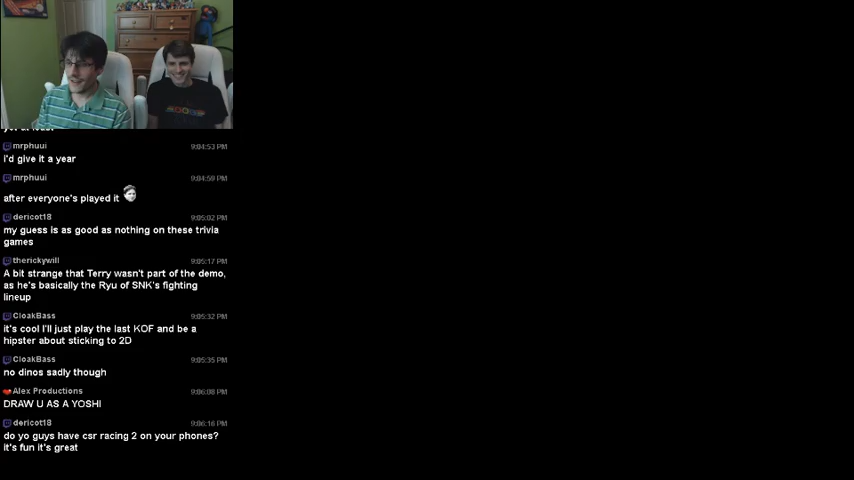 mrphuui 9:04:53 PM
i'd give it a year
mrphuui 9:04:59 PM
after everyone's played it
dericot18 9:05:02 PM
my guess is as good as nothing on these trivia
games
therickywill 9:05:17 PM
A bit strange that Terry wasn't part of the demo,
as he's basically the Ryu of SNK's fighting
lineup
CloakBass 9:05:32 PM
it's cool I'll just play the last KOF and be a
hipster about sticking to 2D
CloakBass 9:05:35 PM
no dinos sadly though
Alex Productions 9:06:08 PM
DRAW U AS A YOSHI
dericot18 9:06:16 PM
do yo guys have csr racing 2 on your phones?
it's fun it's great